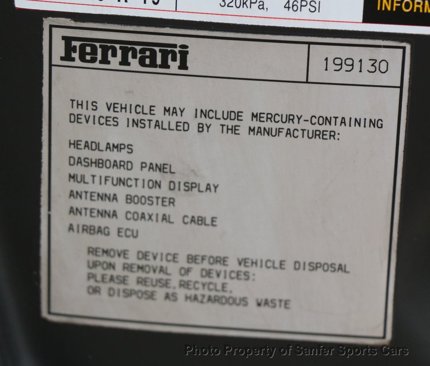 320kPa, 46PSI
INFORM
Ferrari
199130
THIS VEHICLE MAY INCLUDE MERCURY-CONTAINING
DEVICES INSTALLED BY THE MANUFACTURER:
HEADLAMPS
DASHBOARD PANEL
MULTIFUNCTION DISPLAY
ANTENNA BOOSTER
ANTENNA COAXIAL CABLE
AIRBAG ECU
REMOVE DEVICE BEFORE VEHICLE DISPOSAL
UPON REMOVAL OF DEVICES:
PLEASE REUSE,RECYCLE,
OR DISPOSE AS HAZARDOUS WASTE
Photo Property of Sanfer Sports Cars